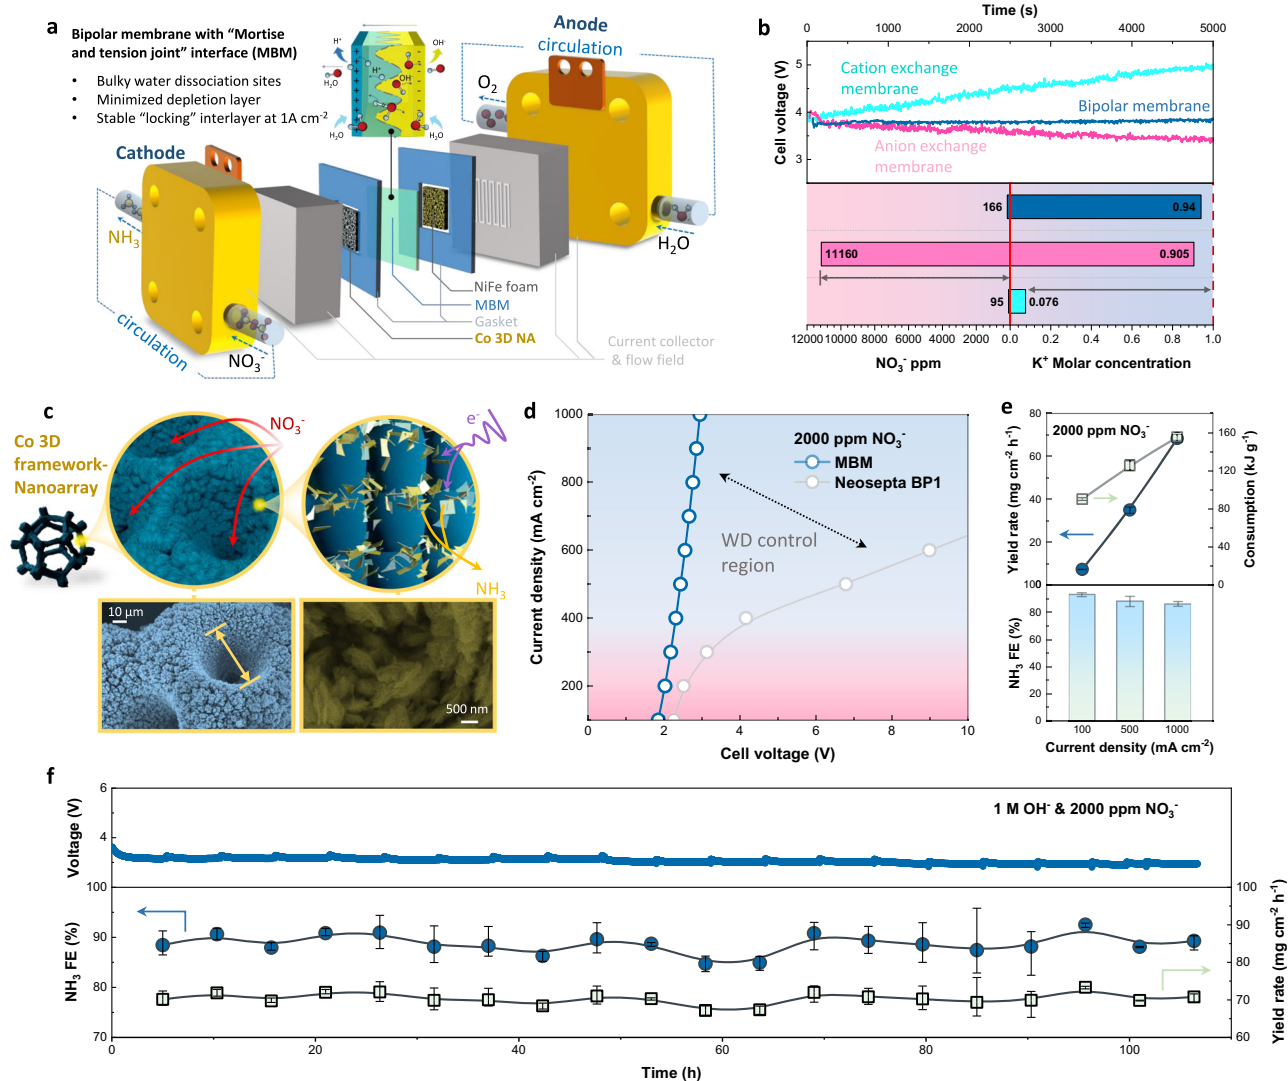 a
Bipolar membrane with “Mortise
and tension joint” interface (MBM)
• Bulky water dissociation sites
• Minimized depletion layer
• Stable “locking” interlayer at 1A cm-2
H+
OH-
H2O
H+
OH-
H2O
H2O
H2O
Anode
circulation
O2
Cathode
NH3
H2O
NiFe foam
MBM
Gasket
Co 3D NA
Current collector
& flow field
circulation
NO3-
b
Time (s)
0 1000 2000 3000 4000 5000
Cell voltage (V)
5
4
3
Cation exchange
membrane
Bipolar membrane
Anion exchange
membrane
166 0.94
11160 0.905
95 0.076
12000 10000 8000 6000 4000 2000 0.0 0.2 0.4 0.6 0.8 1.0
NO3- ppm K+ Molar concentration
c
Co 3D
framework-
Nanoarray
NO3-
e-
NH3
10 µm
500 nm
d
Current density (mA cm-2)
1000
800
600
400
200
2000 ppm NO3-
MBM
Neosepta BP1
WD control
region
0 2 4 6 8 10
Cell voltage (V)
e
2000 ppm NO3-
Yield rate (mg cm-2 h-1)
80
60
40
20
0
Consumption (kJ g-1)
160
120
80
40
0
NH3 FE (%)
100
80
60
40
20
0
100 500 1000
Current density (mA cm-2)
f
1 M OH- & 2000 ppm NO3-
Voltage (V)
6
4
NH3 FE (%)
100
90
80
70
Yield rate (mg cm-2 h-1)
100
90
80
70
60
0 20 40 60 80 100
Time (h)